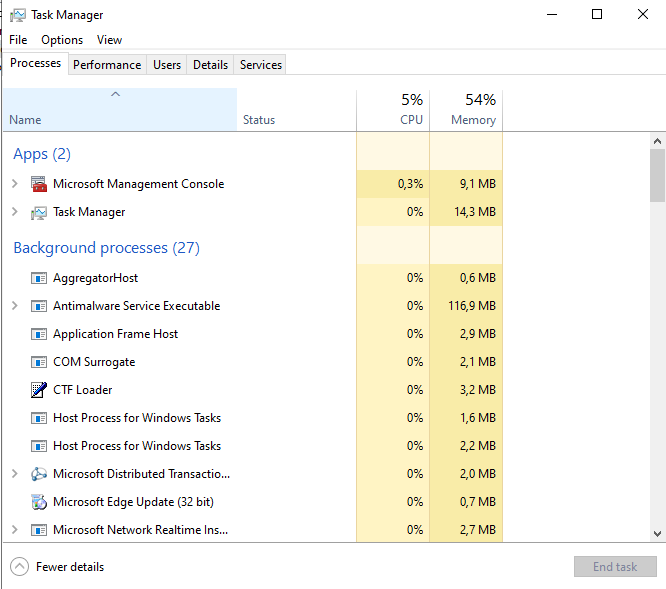 Task Manager
File Options View
Processes Performance Users Details Services
5% 54%
Name Status CPU Memory
Apps (2)
Microsoft Management Console 0,3% 9,1 MB
Task Manager 0% 14,3 MB
Background processes (27)
AggregatorHost 0% 0,6 MB
Antimalware Service Executable 0% 116,9 MB
Application Frame Host 0% 2,9 MB
COM Surrogate 0% 2,1 MB
CTF Loader 0% 3,2 MB
Host Process for Windows Tasks 0% 1,6 MB
Host Process for Windows Tasks 0% 2,2 MB
Microsoft Distributed Transactio... 0% 2,0 MB
Microsoft Edge Update (32 bit) 0% 0,7 MB
Microsoft Network Realtime Ins... 0% 2,7 MB
Fewer details End task